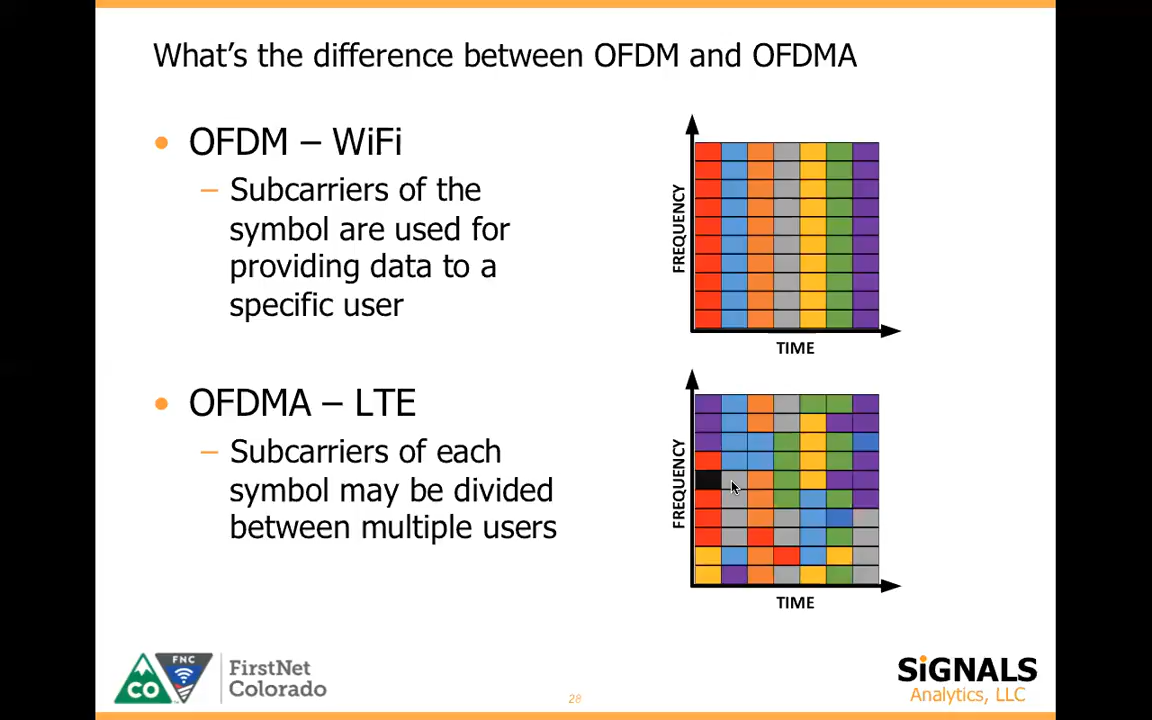 What's the difference between OFDM and OFDMA
• OFDM – WiFi
– Subcarriers of the
symbol are used for
providing data to a
specific user
FREQUENCY
TIME
• OFDMA – LTE
– Subcarriers of each
symbol may be divided
between multiple users
FREQUENCY
TIME
FNC
CO
FirstNet
Colorado
28
SiGNALS
Analytics, LLC